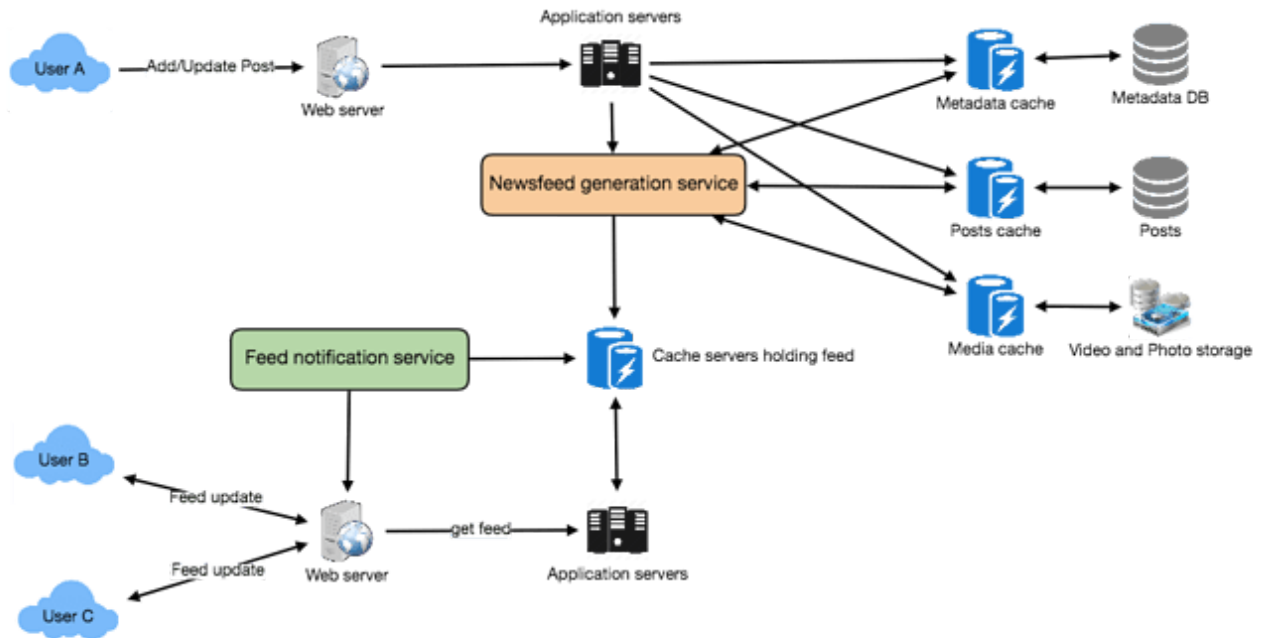 Application servers
User A
Add/Update Post
Web server
Metadata cache
Metadata DB
Newsfeed generation service
Posts cache
Posts
Feed notification service
Cache servers holding feed
Media cache
Video and Photo storage
User B
Feed update
get feed
Feed update
Web server
Application servers
User C